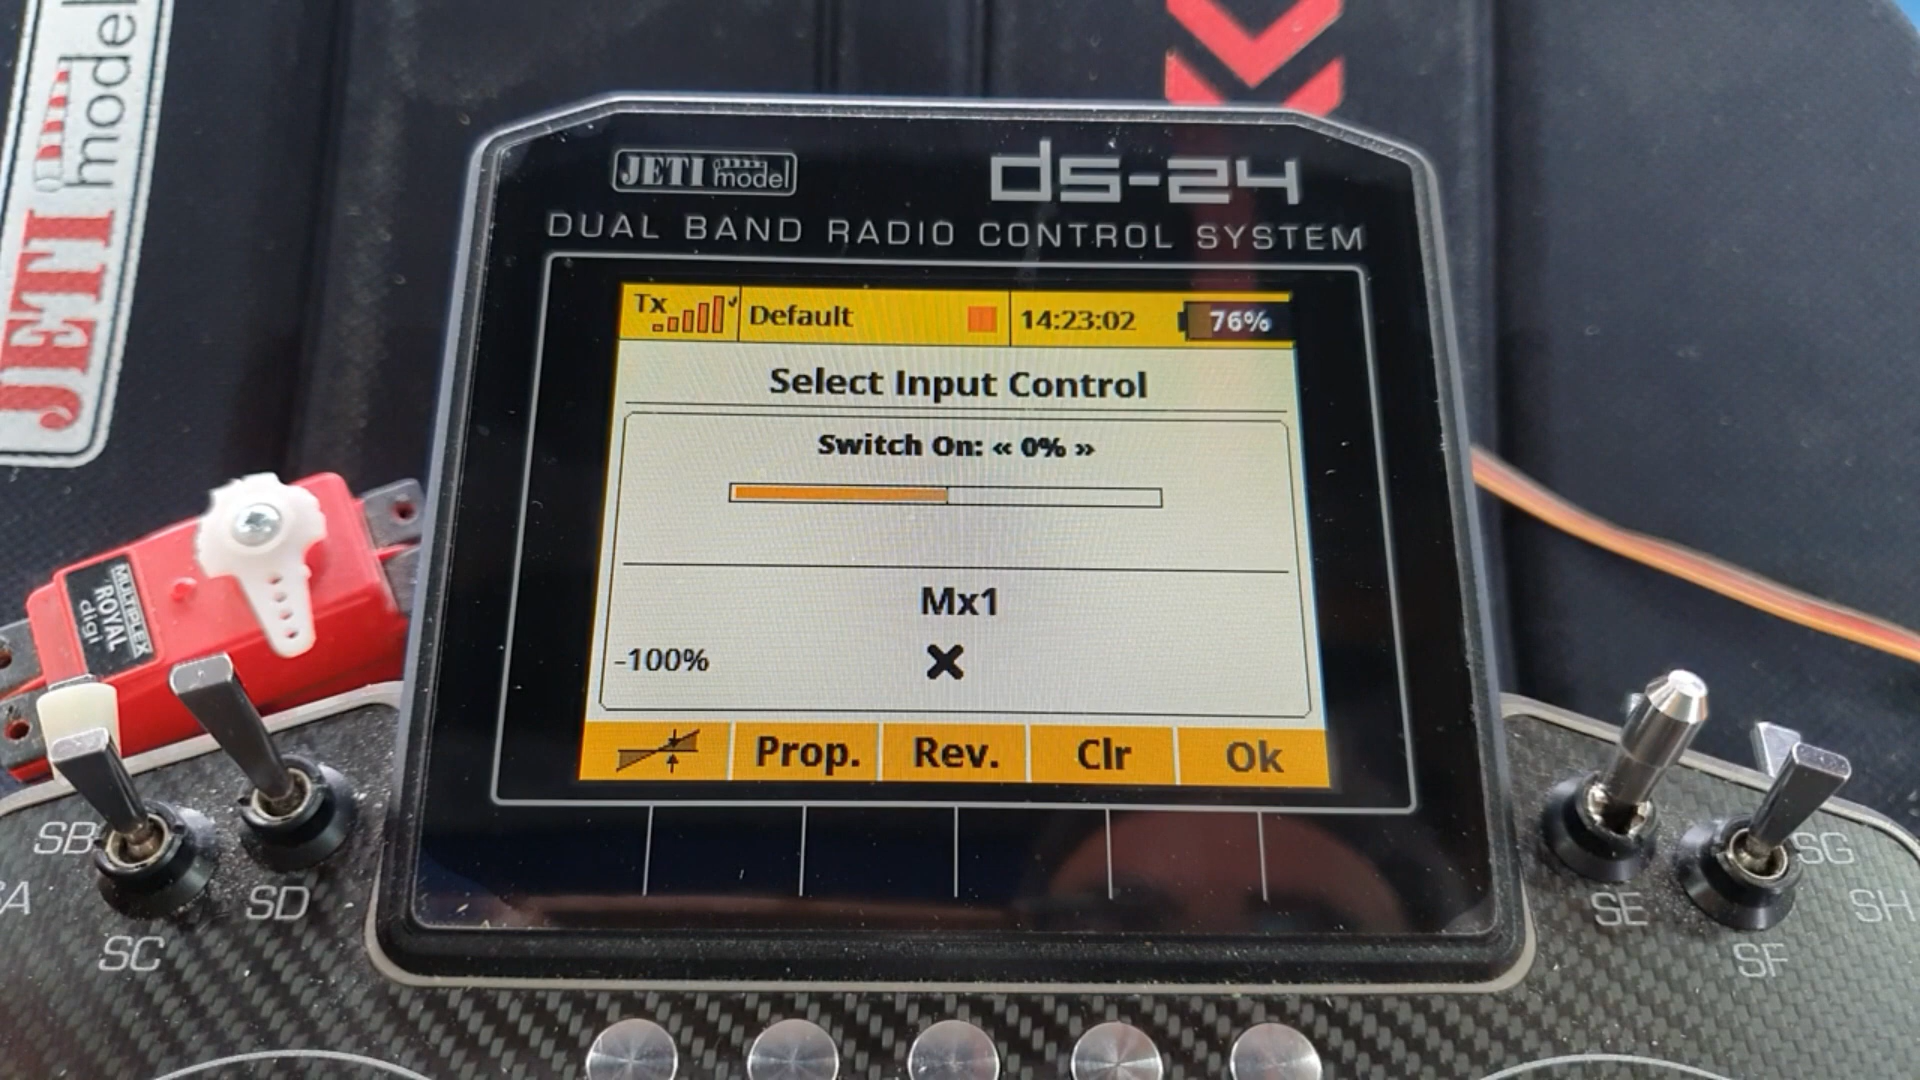 JETI model
JETI model
ds-24
DUAL BAND RADIO CONTROL SYSTEM
Tx Default 14:23:02 76%
Select Input Control
Switch On: « 0% »
Mx1
-100%
Prop. Rev. Clr Ok
MULTIPLEX
ROYAL
digi
SB
SD
SC
SG
SE
SH
SF